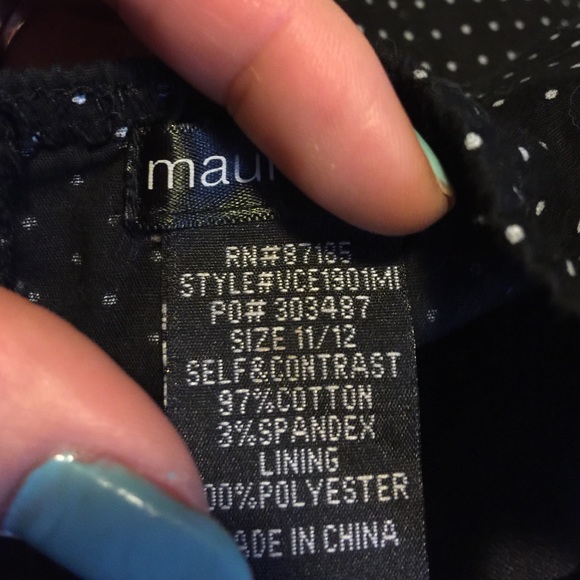 mau
RN#87185
STYLE#VCE1901MI
PO# 303487
SIZE 11/12
SELF&CONTRAST
97%COTTON
3%SPANDEX
LINING
00%POLYESTER
ADE IN CHINA